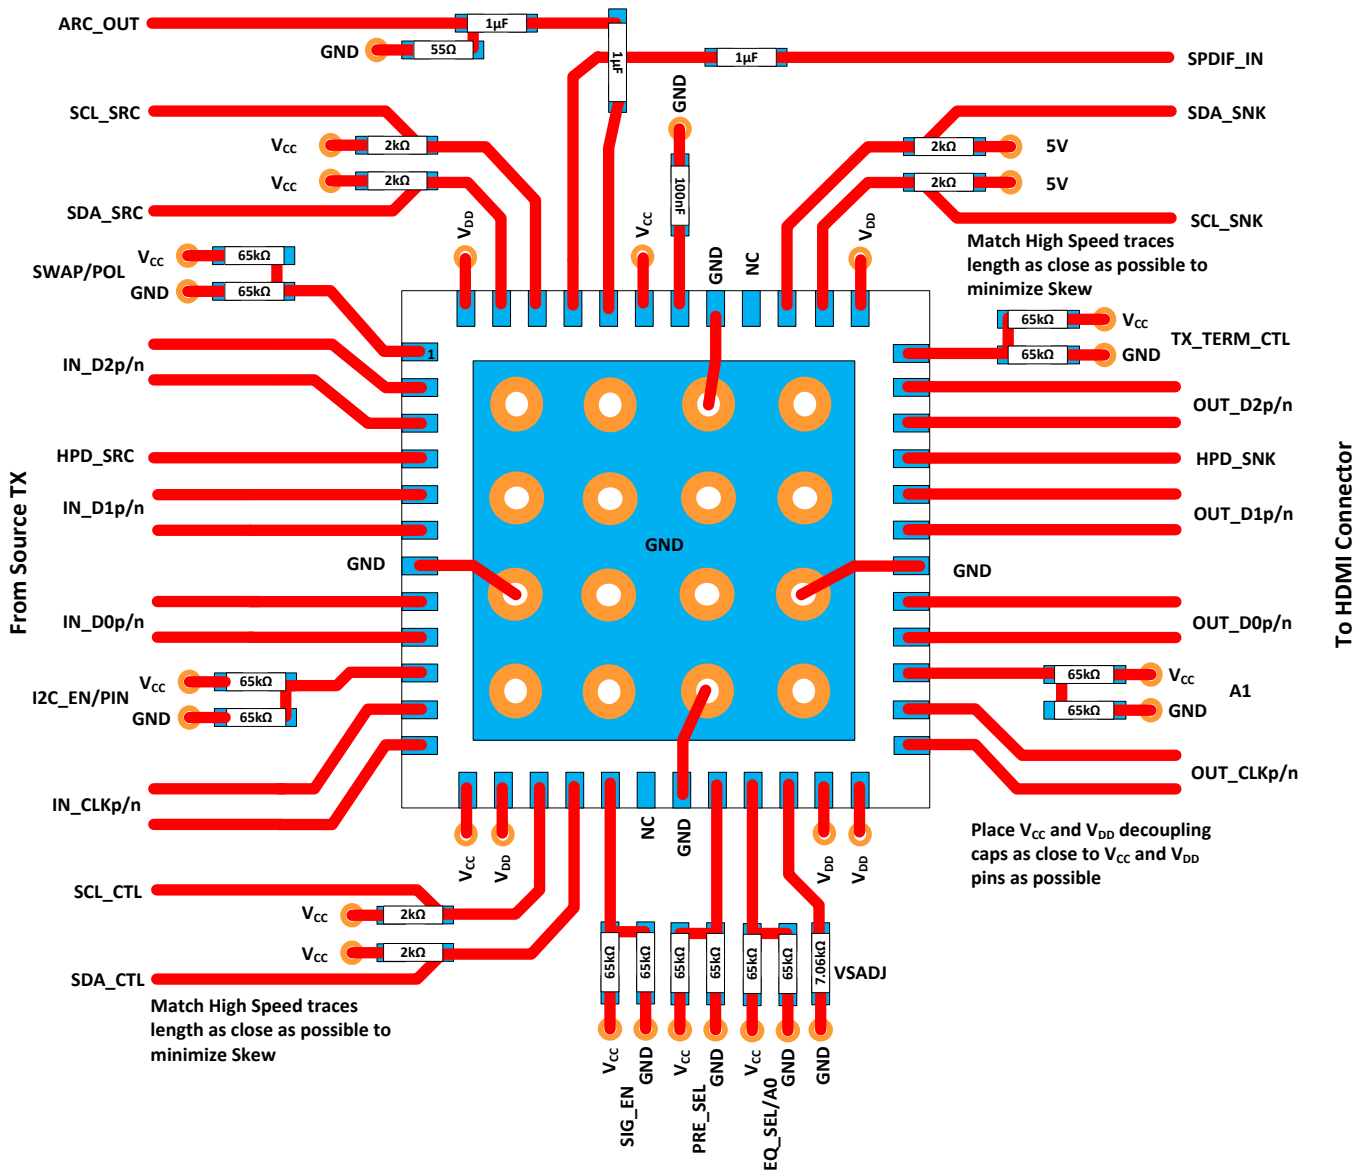 ARC_OUT
1µF
GND
55Ω
1µF
1µF
SPDIF_IN
GND
SCL_SRC
SDA_SNK
VCC
2kΩ
2kΩ
5V
VCC
2kΩ
100nF
2kΩ
5V
SDA_SRC
SCL_SNK
VDD
VCC
VDD
GND
NC
VCC
65kΩ
SWAP/POL
GND
65kΩ
Match High Speed traces
length as close as possible to
minimize Skew
65kΩ
VCC
TX_TERM_CTL
65kΩ
GND
1
IN_D2p/n
OUT_D2p/n
HPD_SRC
HPD_SNK
IN_D1p/n
OUT_D1p/n
GND
GND
GND
From Source TX
To HDMI Connector
IN_D0p/n
OUT_D0p/n
VCC
65kΩ
I2C_EN/PIN
GND
65kΩ
65kΩ
VCC
A1
65kΩ
GND
IN_CLKp/n
OUT_CLKp/n
VCC
VDD
NC
GND
VDD
VDD
Place VCC and VDD decoupling
caps as close to VCC and VDD
pins as possible
SCL_CTL
VCC
2kΩ
VCC
2kΩ
SDA_CTL
Match High Speed traces
length as close as possible to
minimize Skew
65kΩ
65kΩ
65kΩ
65kΩ
65kΩ
65kΩ
7.06kΩ
VSADJ
VCC
GND
VCC
GND
VCC
GND
GND
SIG_EN
PRE_SEL
EQ_SEL/A0